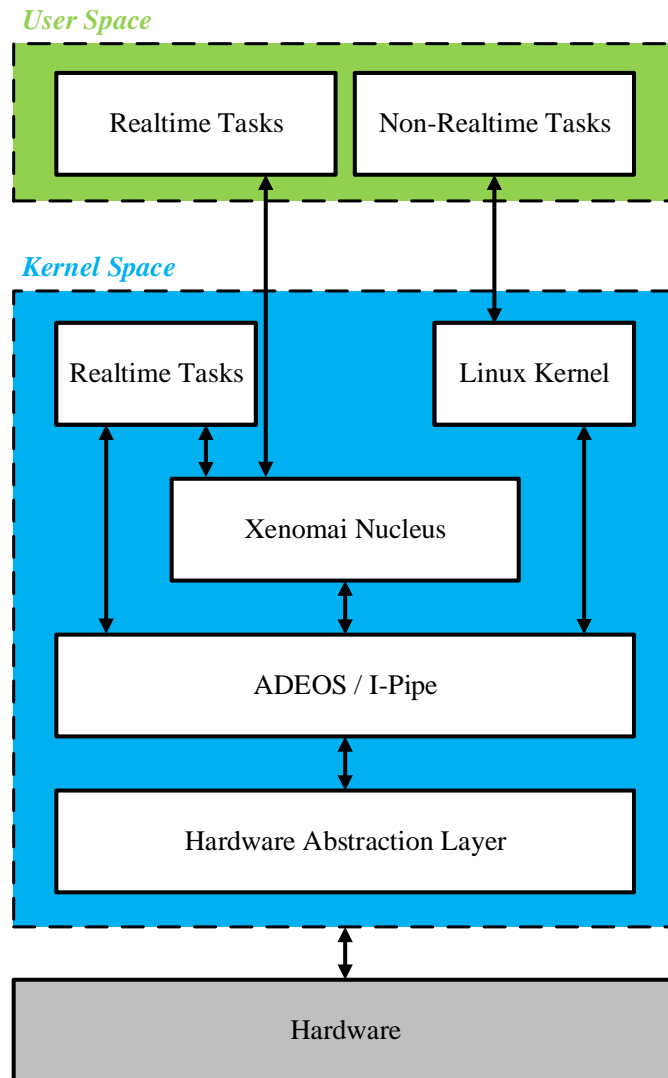 User Space
Realtime Tasks
Non-Realtime Tasks
Kernel Space
Realtime Tasks
Linux Kernel
Xenomai Nucleus
ADEOS / I-Pipe
Hardware Abstraction Layer
Hardware